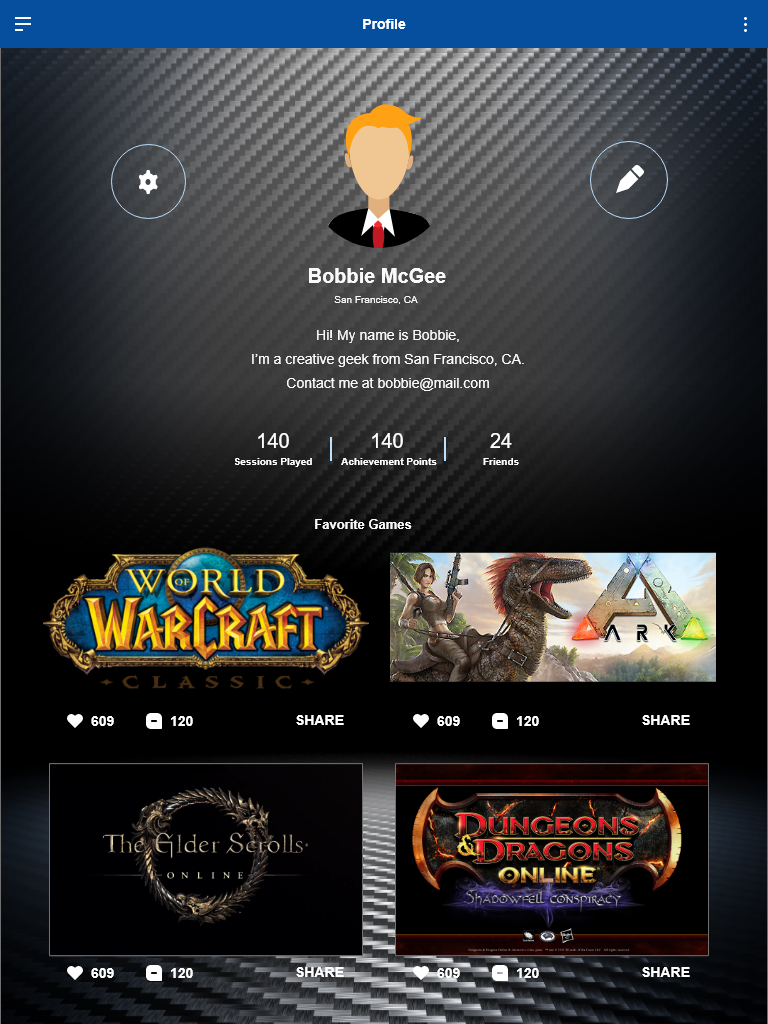 Profile
Bobbie McGee
San Francisco, CA
Hi! My name is Bobbie,
I'm a creative geek from San Francisco, CA.
Contact me at bobbie@mail.com
140 140 24
Sessions Played Achievement Points Friends
Favorite Games
WORLD
OF
WARCRAFT
CLASSIC
ARK
609 120 SHARE
609 120 SHARE
The Elder Scrolls
ONLINE
DUNGEONS
& DRAGONS
ONLINE
SHADOWFELL CONSPIRACY
609 120 SHARE
609 120 SHARE